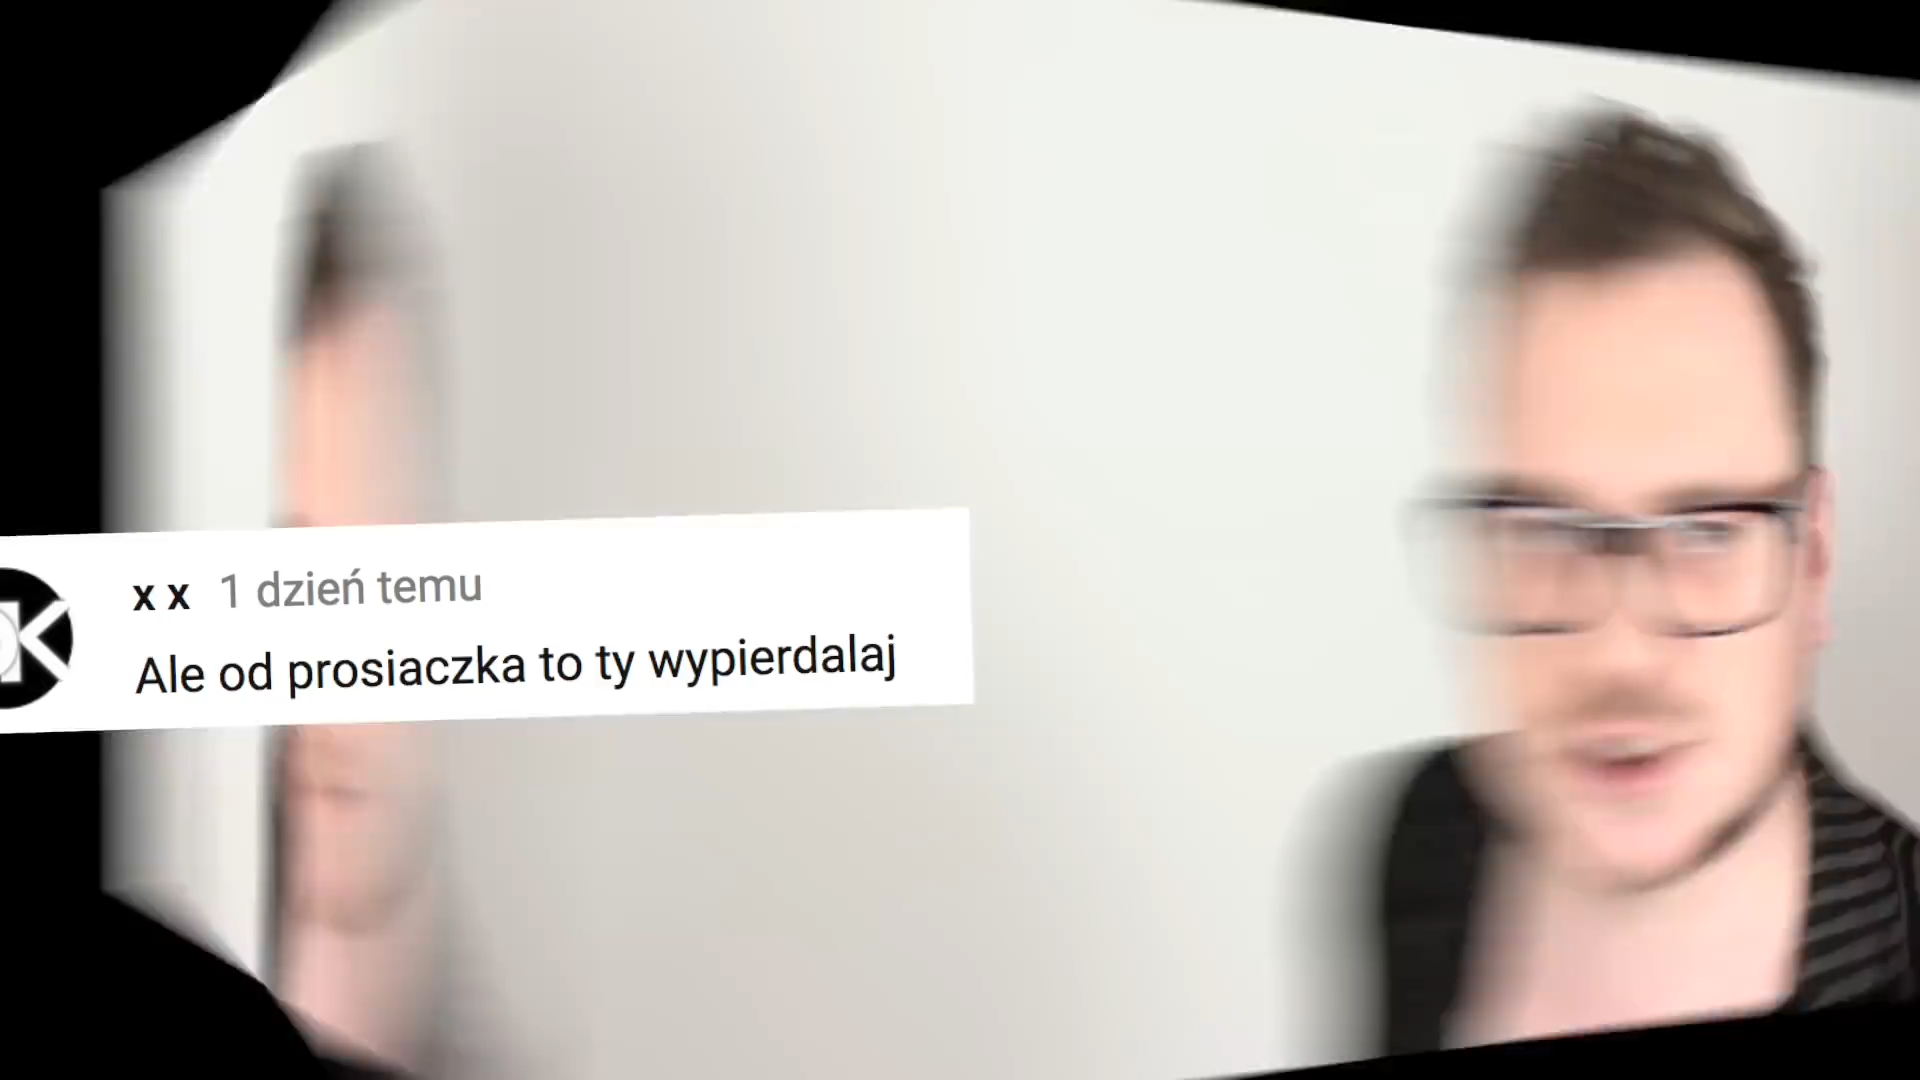 x x 1 dzień temu
Ale od prosiaczka to ty wypierdalaj